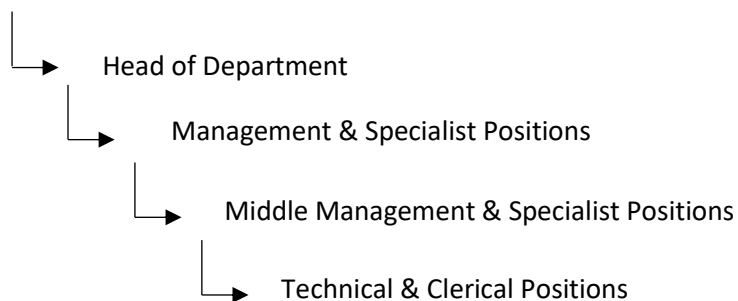 Head of Department
Management & Specialist Positions
Middle Management & Specialist Positions
Technical & Clerical Positions